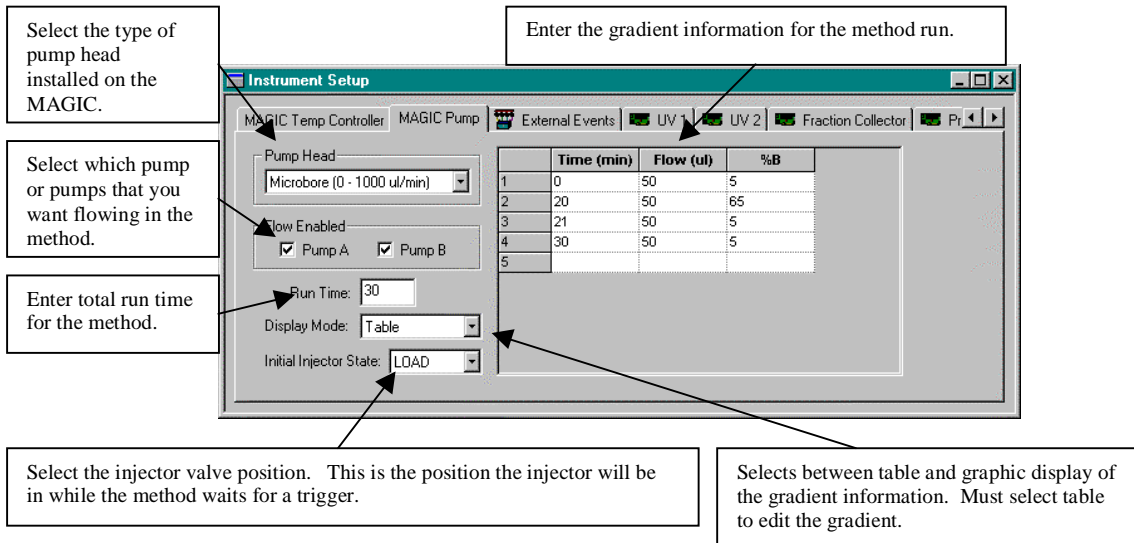 Select the type of
pump head
installed on the
MAGIC.
Enter the gradient information for the method run.
Instrument Setup
MAGIC Temp Controller
MAGIC Pump
External Events
UV 1
UV 2
Fraction Collector
Pr
Select which pump
or pumps that you
want flowing in the
method.
Pump Head
Microbore (0 - 1000 ul/min)
Flow Enabled
Pump A
Pump B
Enter total run time
for the method.
Run Time: 30
Display Mode: Table
Initial Injector State: LOAD
Time (min) Flow (ul) %B
1 0 50 5
2 20 50 65
3 21 50 5
4 30 50 5
5
Select the injector valve position. This is the position the injector will be
in while the method waits for a trigger.
Selects between table and graphic display of
the gradient information. Must select table
to edit the gradient.